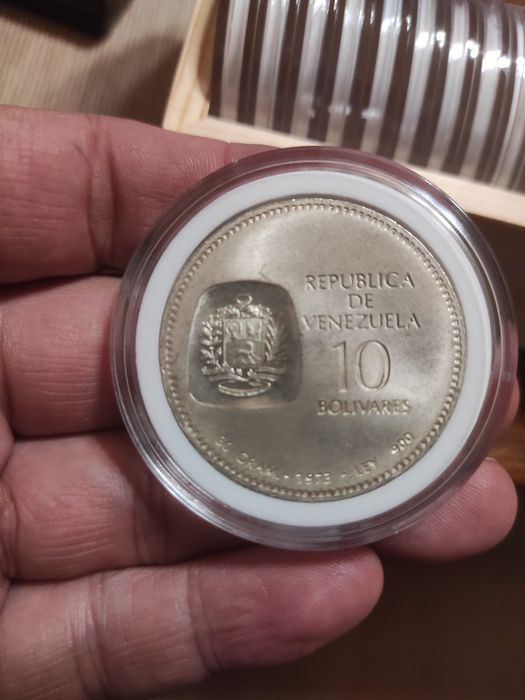 REPUBLICA
DE
VENEZUELA
10
BOLIVARES
30 GRAM. • 1973 • LEY 900